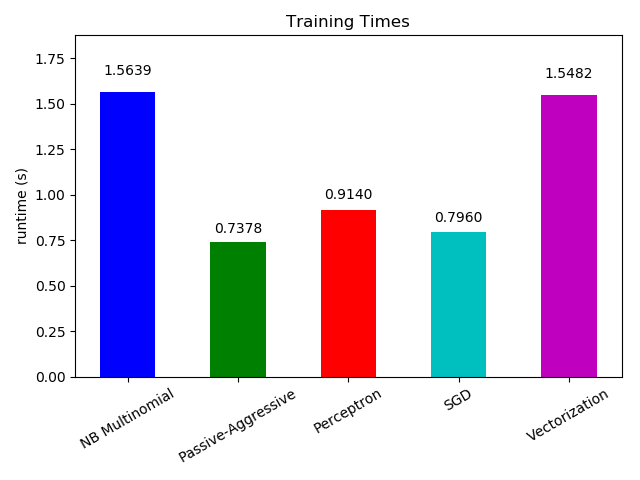 Training Times
runtime (s)
1.75
1.50
1.25
1.00
0.75
0.50
0.25
0.00
1.5639
0.7378
0.9140
0.7960
1.5482
NB Multinomial
Passive-Aggressive
Perceptron
SGD
Vectorization